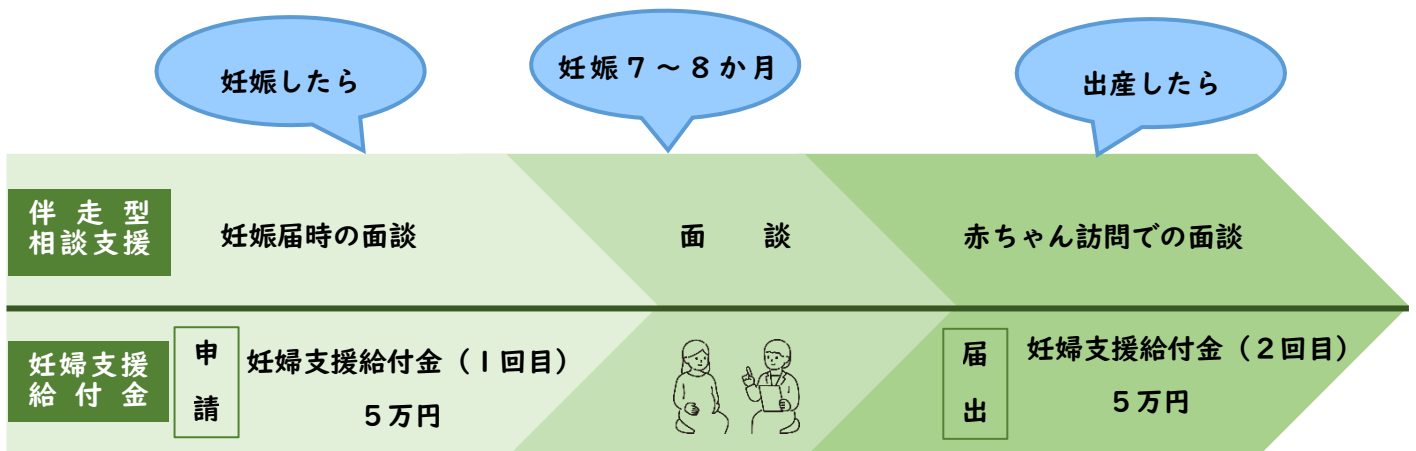 妊娠したら
妊娠７～８か月
出産したら
伴走型
相談支援
妊娠届時の面談
面談
赤ちゃん訪問での面談
妊婦支援
給付金
申
請
妊婦支援給付金（１回目）
５万円
届
出
妊婦支援給付金（２回目）
５万円